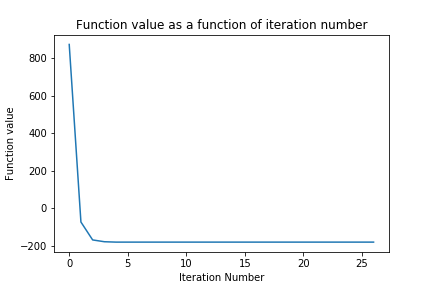 Function value as a function of iteration number
800
600
400
200
0
−200
Function value
0 5 10 15 20 25
Iteration Number